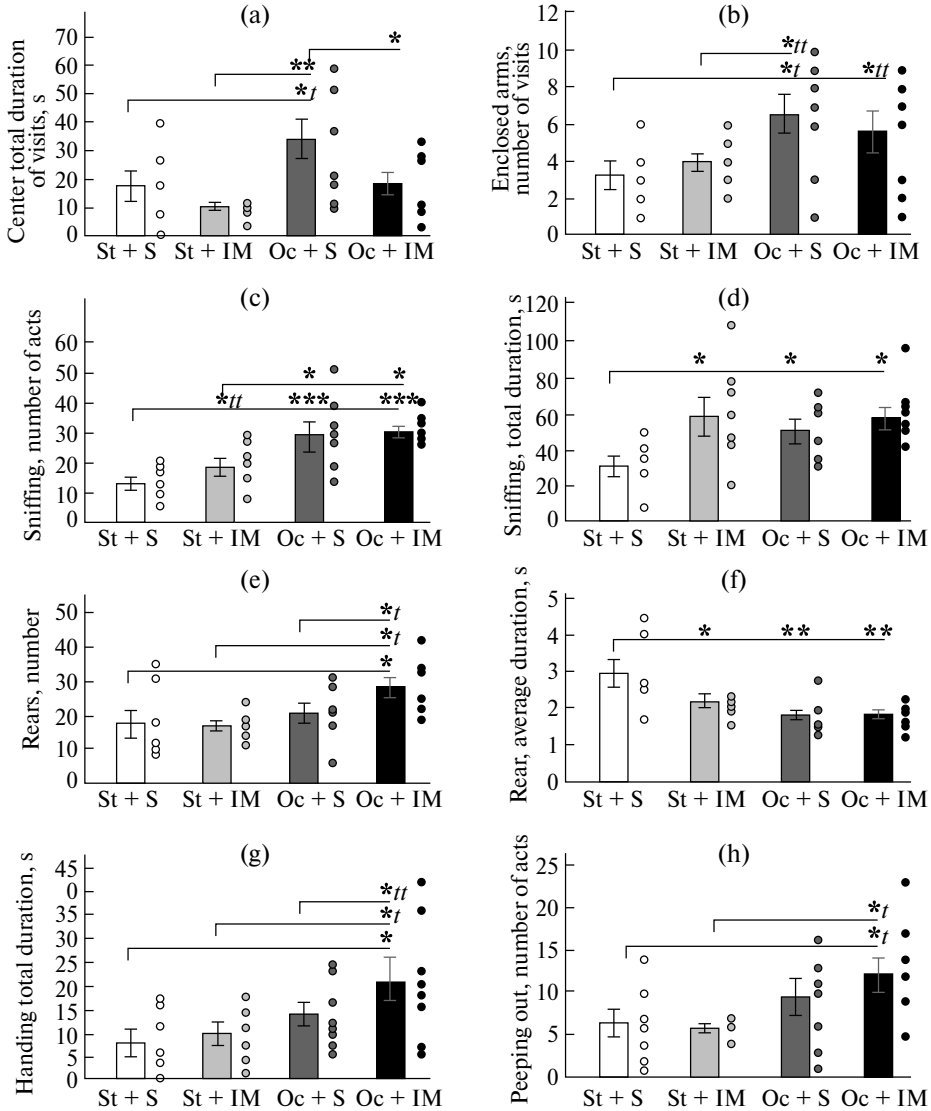 (a)
Center total duration
of visits, s
70
60
50
40
30
20
10
0
*
**
*t
St + S St + IM Oc + S Oc + IM
(b)
Enclosed arms,
number of visits
12
10
8
6
4
2
0
*tt
*t *tt
St + S St + IM Oc + S Oc + IM
(c)
Sniffing, number of acts
60
50
40
30
20
10
0
* *
*tt *** ***
St + S St + IM Oc + S Oc + IM
(d)
Sniffing, total duration, s
120
100
80
60
40
20
0
* * *
St + S St + IM Oc + S Oc + IM
(e)
Rears, number
50
40
30
20
10
0
*t
*t
*
St + S St + IM Oc + S Oc + IM
(f)
Rear, average duration, s
5
4
3
2
1
0
* ** **
St + S St + IM Oc + S Oc + IM
(g)
Handing total duration, s
45
0
35
30
25
20
15
10
5
0
*tt
*t
*
St + S St + IM Oc + S Oc + IM
(h)
Peeping out, number of acts
25
20
15
10
5
0
*t
*t
St + S St + IM Oc + S Oc + IM